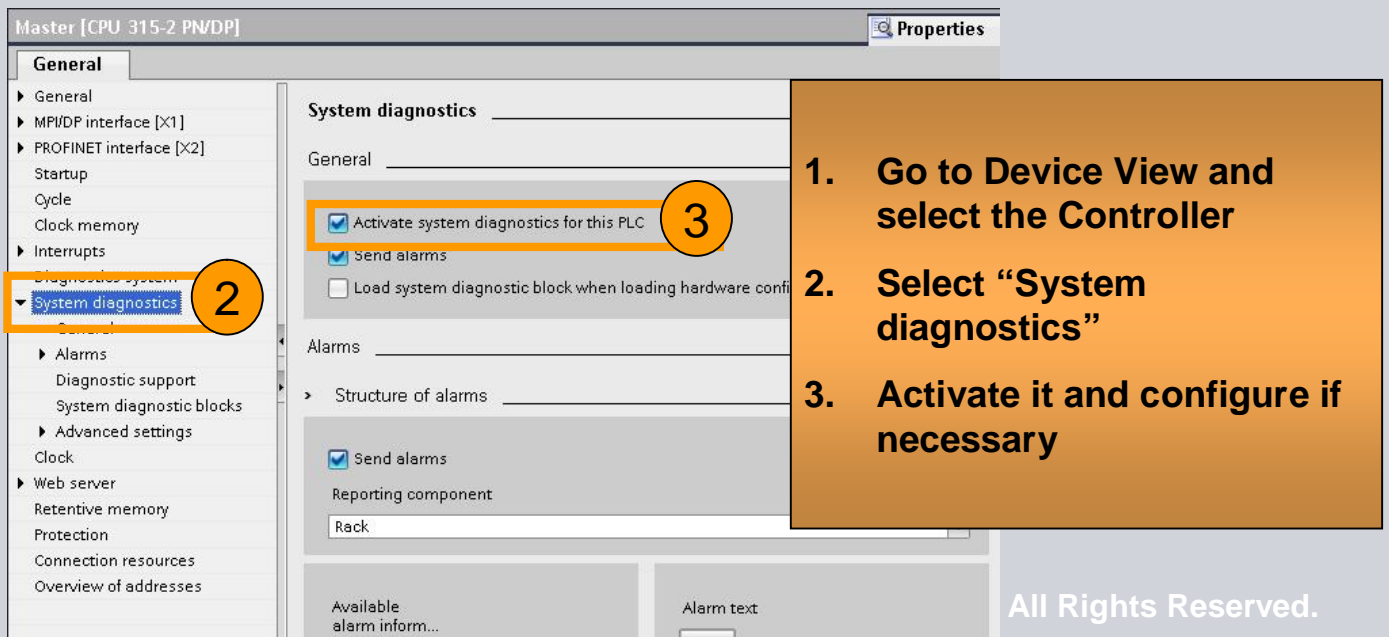 Master [CPU 315-2 PN/DP]
Properties
General
General
MPI/DP interface [X1]
PROFINET interface [X2]
Startup
Cycle
Clock memory
Interrupts
Diagnostics system
System diagnostics
2
General
Alarms
Diagnostic support
System diagnostic blocks
Advanced settings
Clock
Web server
Retentive memory
Protection
Connection resources
Overview of addresses
System diagnostics
General
Activate system diagnostics for this PLC
3
Send alarms
Load system diagnostic block when loading hardware confi
Alarms
Structure of alarms
Send alarms
Reporting component
Rack
Available
alarm inform...
Alarm text
1. Go to Device View and
select the Controller
2. Select “System
diagnostics”
3. Activate it and configure if
necessary
All Rights Reserved.